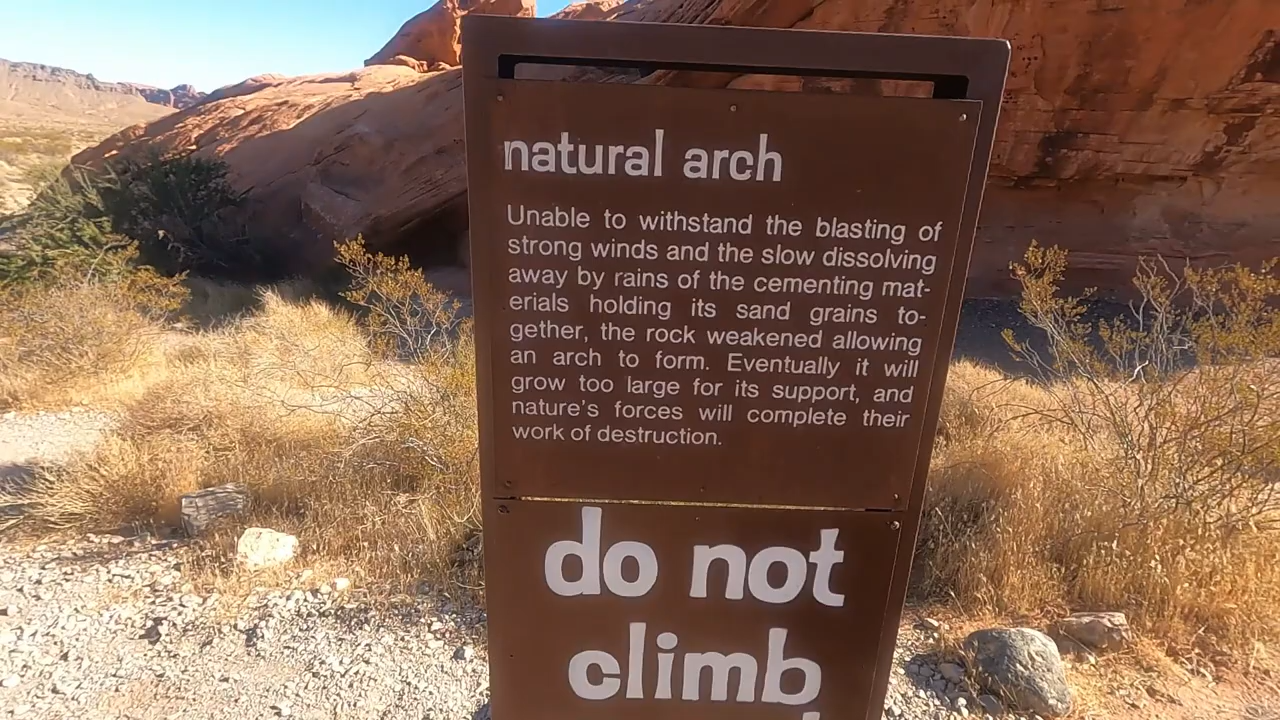 natural arch
Unable to withstand the blasting of
strong winds and the slow dissolving
away by rains of the cementing mat-
erials holding its sand grains to-
gether, the rock weakened allowing
an arch to form. Eventually it will
grow too large for its support, and
nature's forces will complete their
work of destruction.
do not
climb